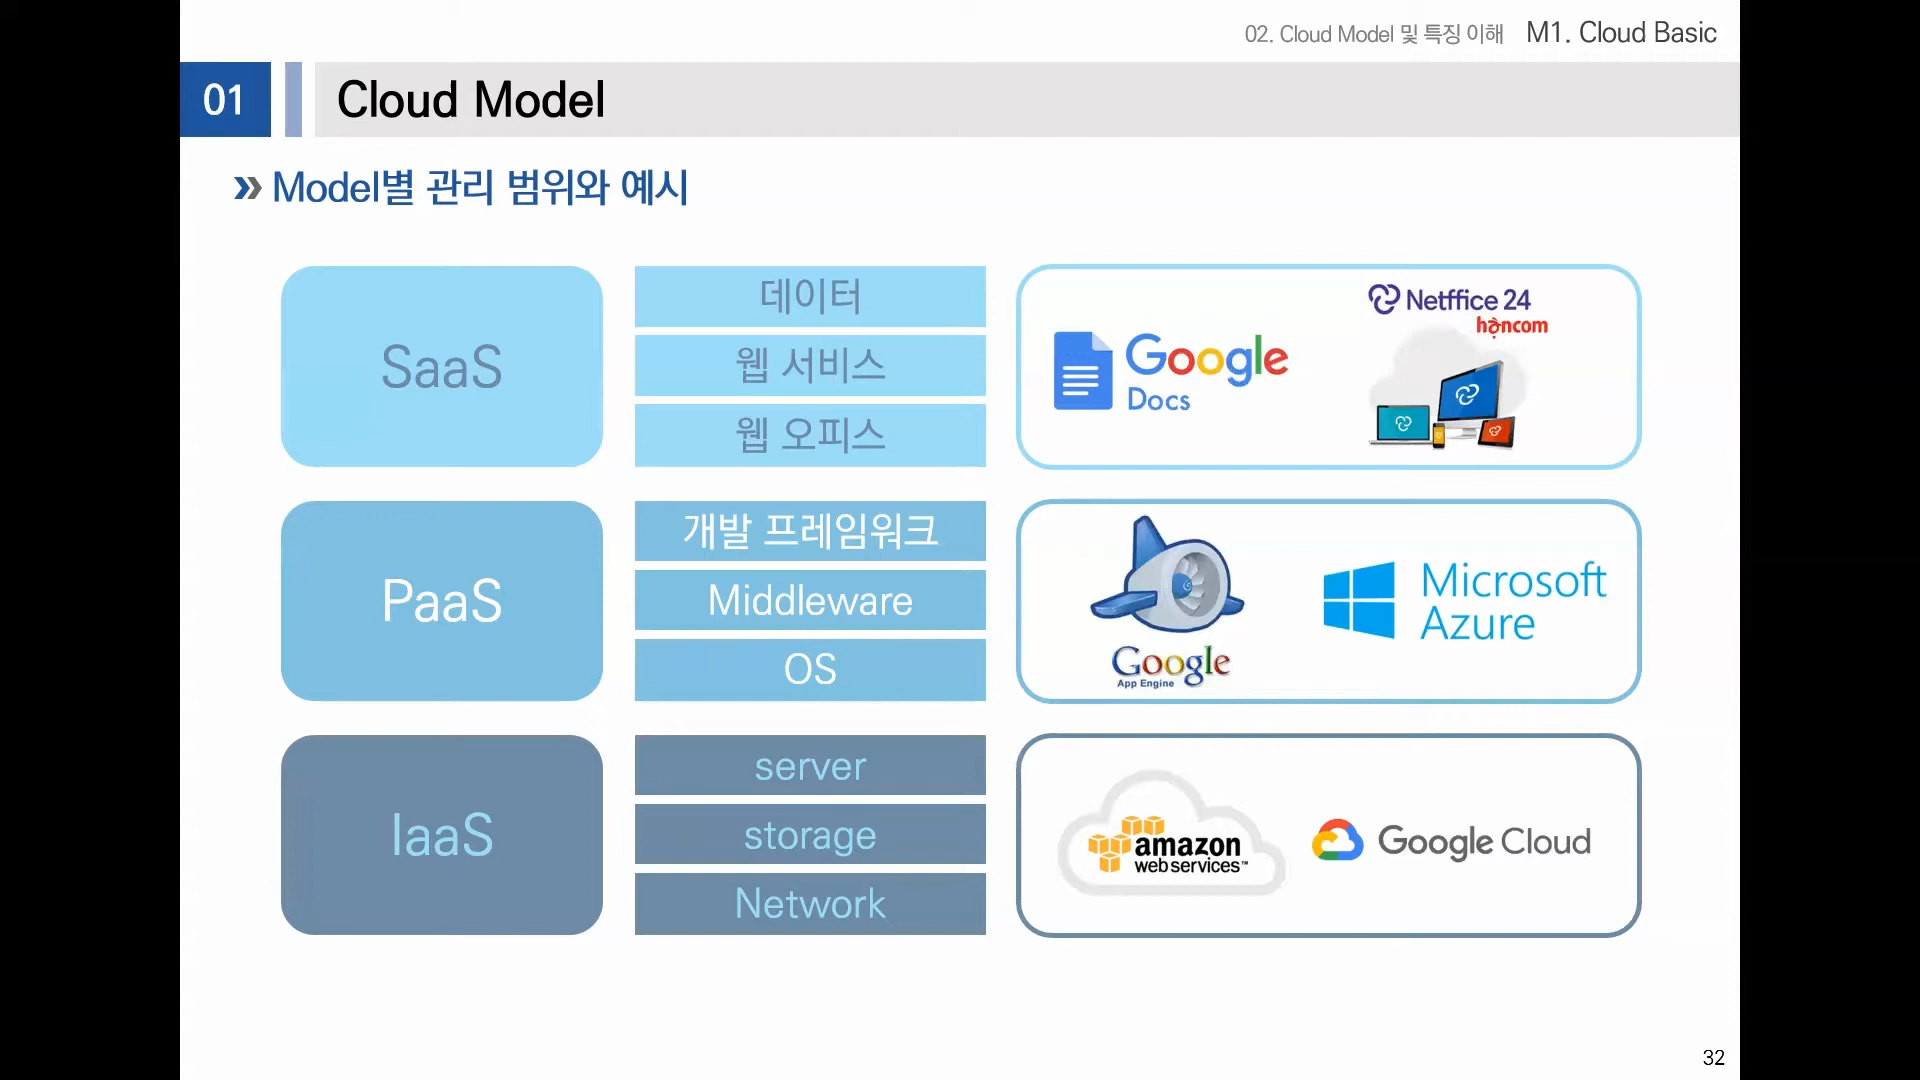 02. Cloud Model 및 특징 이해 M1. Cloud Basic
01 Cloud Model
Model별 관리 범위와 예시
SaaS
데이터
웹 서비스
웹 오피스
Google
Docs
Netffice 24
hancom
PaaS
개발 프레임워크
Middleware
OS
Google
App Engine
Microsoft
Azure
IaaS
server
storage
Network
amazon
web services™
Google Cloud
32